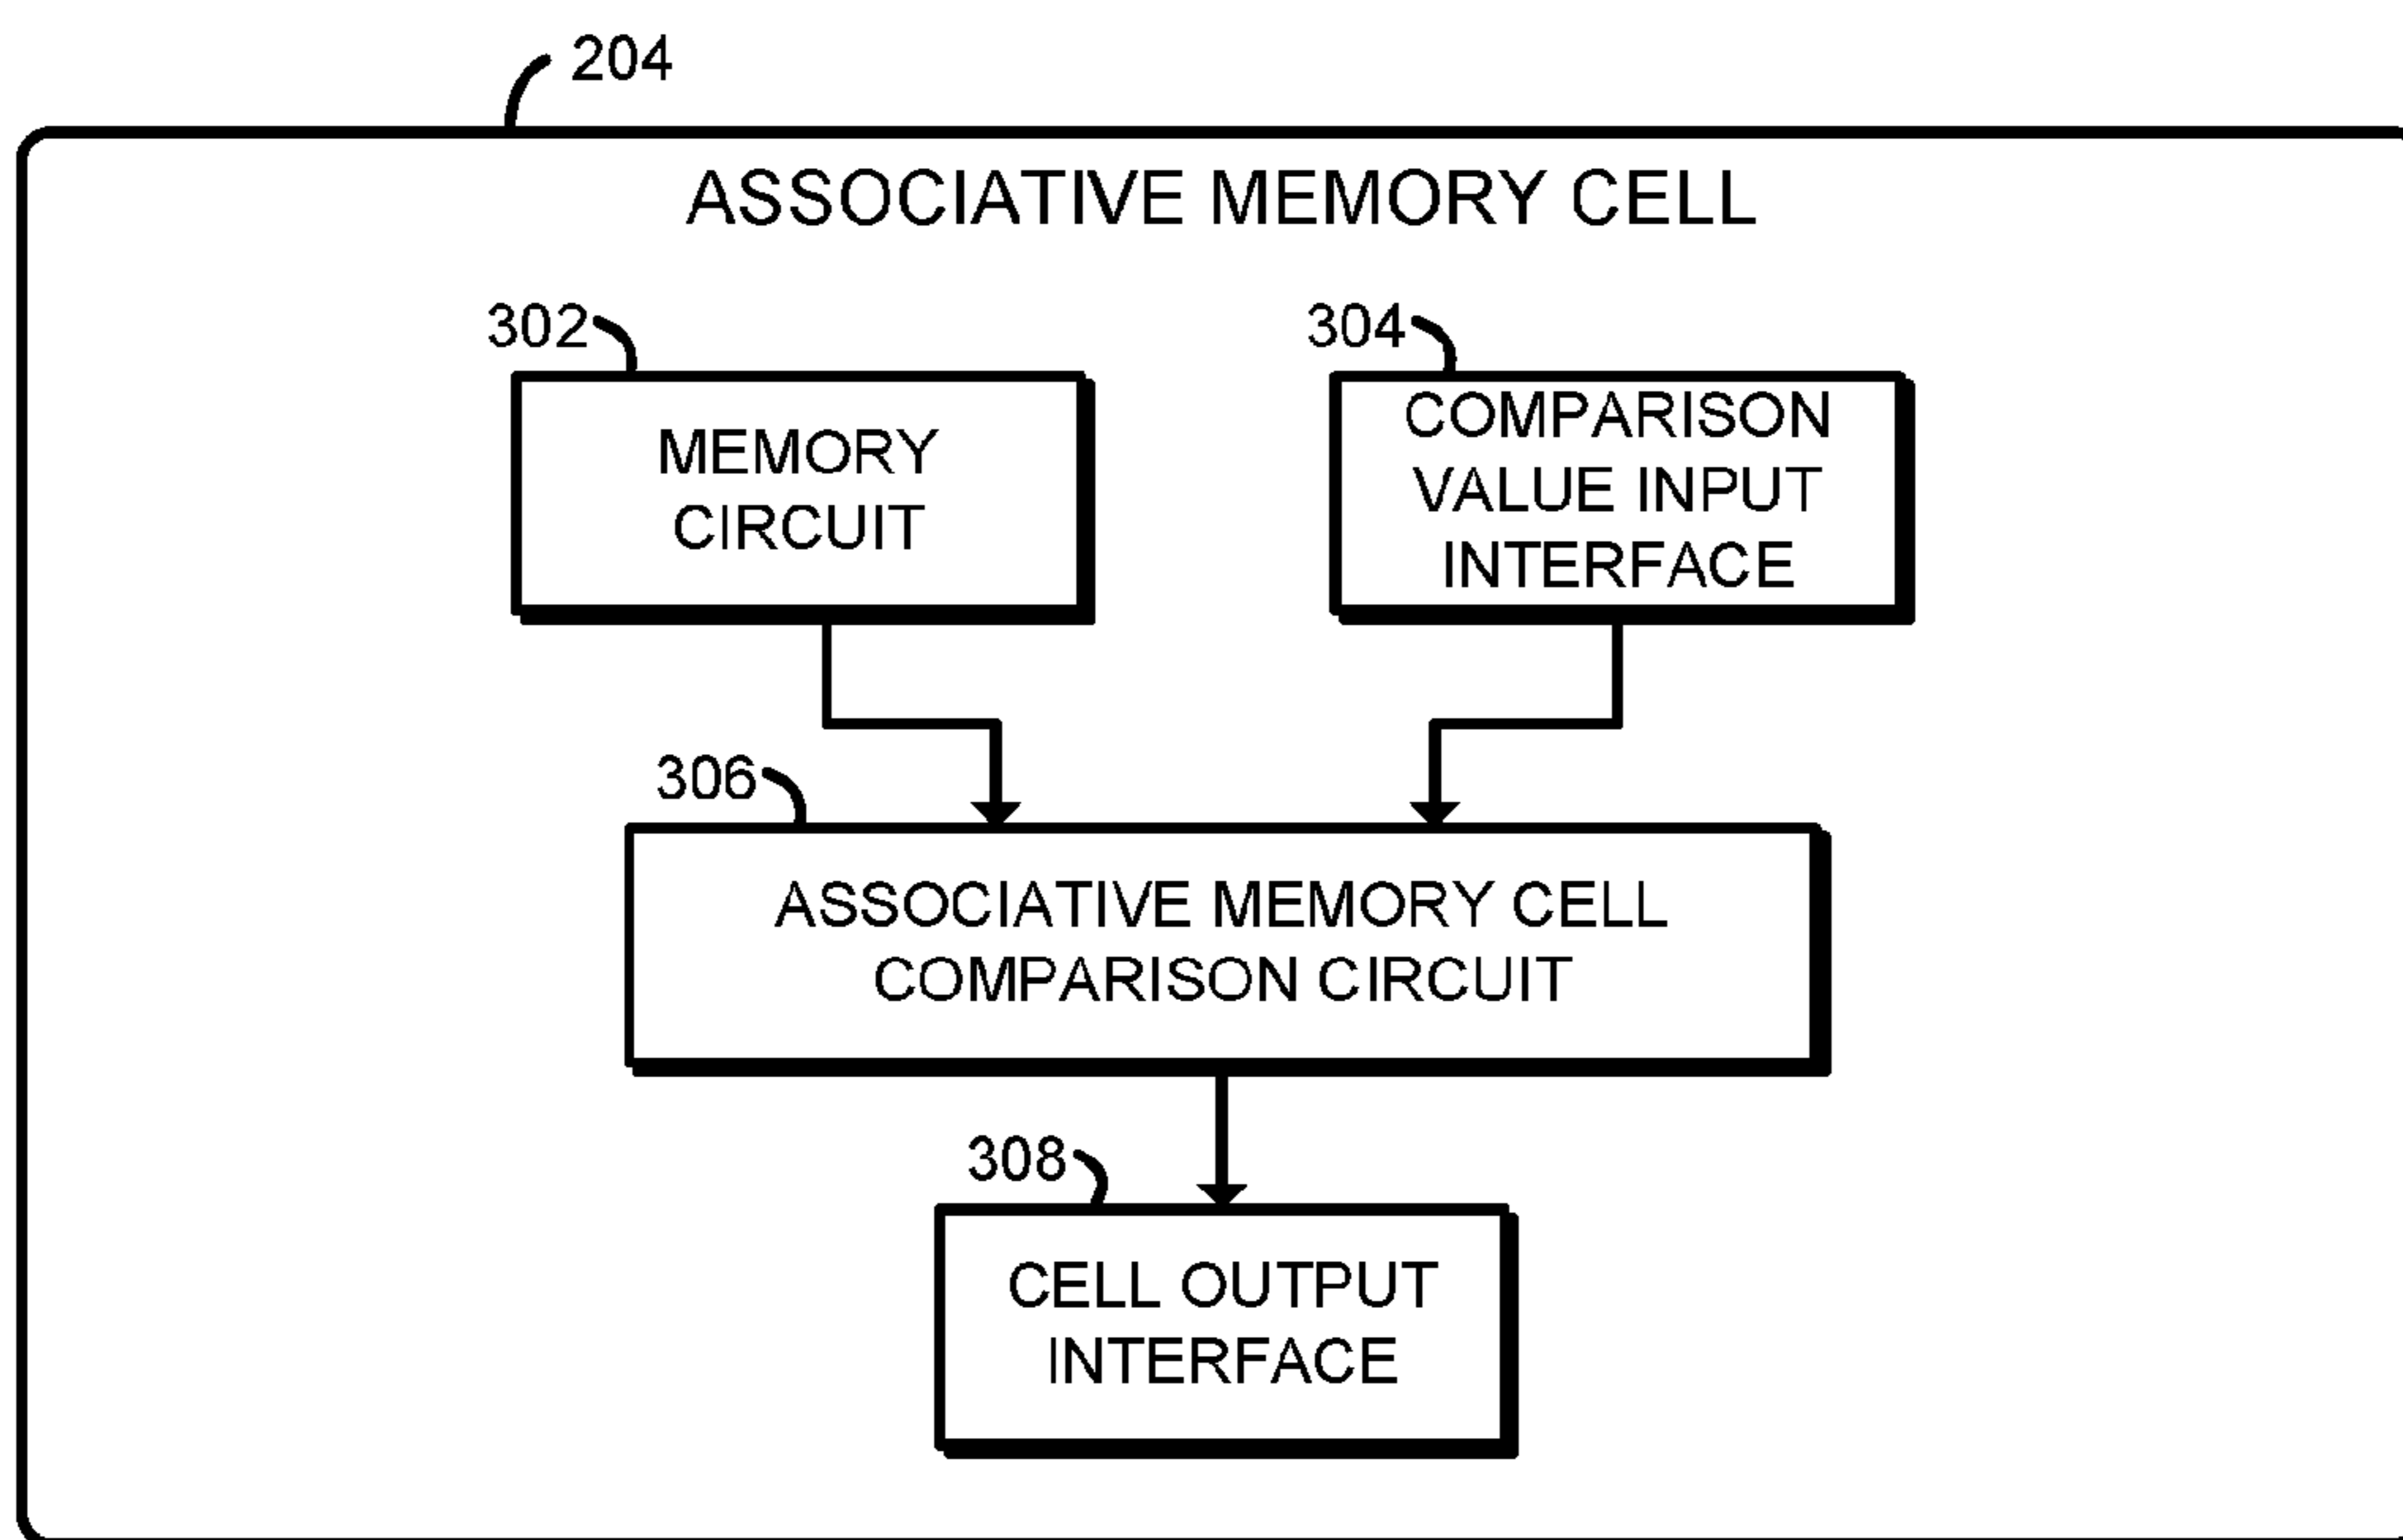 204
ASSOCIATIVE MEMORY CELL
302
304
MEMORY
CIRCUIT
COMPARISON
VALUE INPUT
INTERFACE
306
ASSOCIATIVE MEMORY CELL
COMPARISON CIRCUIT
308
CELL OUTPUT
INTERFACE